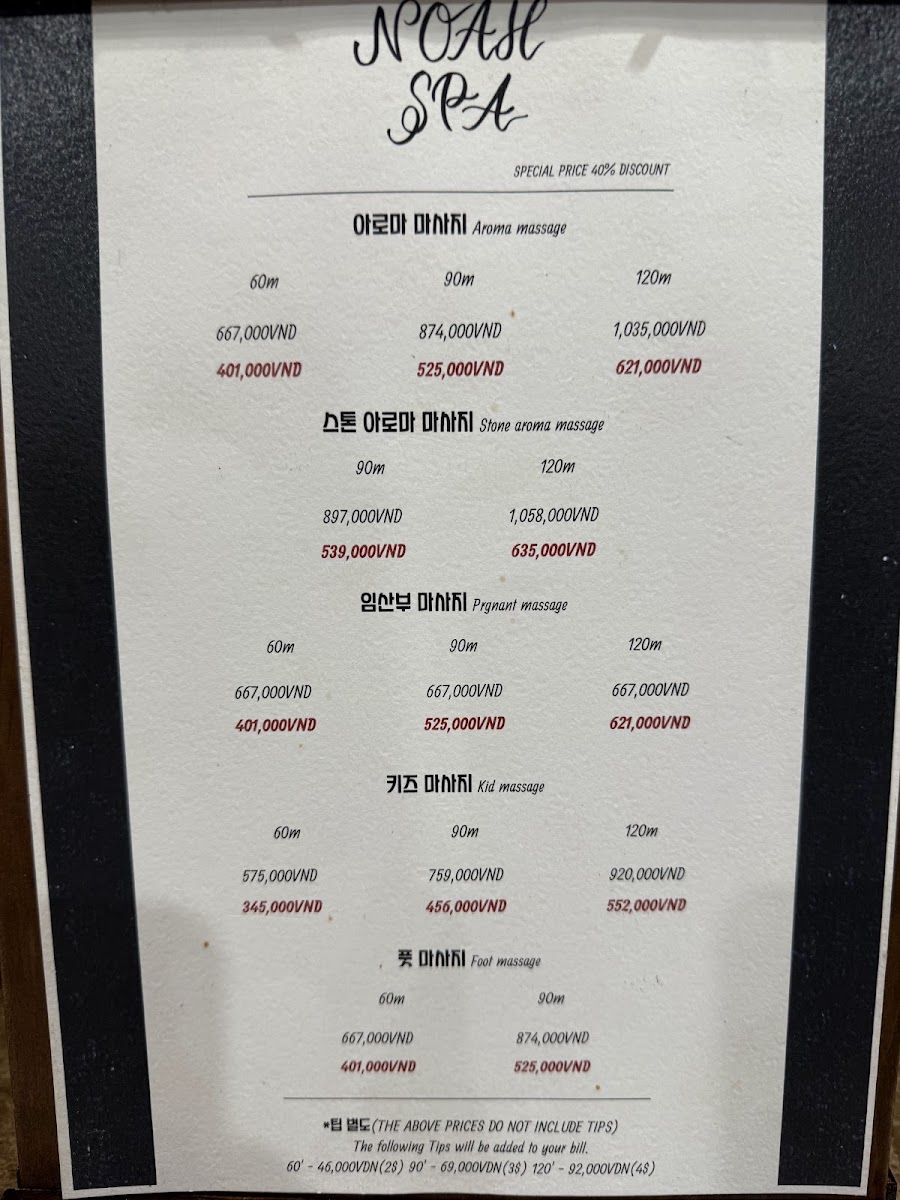 NOAH
SPA
SPECIAL PRICE 40% DISCOUNT
아로마 마사지 Aroma massage
60m 90m 120m
667,000VND 874,000VND 1,035,000VND
401,000VND 525,000VND 621,000VND
스톤 아로마 마사지 Stone aroma massage
90m 120m
897,000VND 1,058,000VND
539,000VND 635,000VND
임산부 마사지 Prgnant massage
60m 90m 120m
667,000VND 667,000VND 667,000VND
401,000VND 525,000VND 621,000VND
키즈 마사지 Kid massage
60m 90m 120m
575,000VND 759,000VND 920,000VND
345,000VND 456,000VND 552,000VND
풋 마사지 Foot massage
60m 90m
667,000VND 874,000VND
401,000VND 525,000VND
*팁 별도(THE ABOVE PRICES DO NOT INCLUDE TIPS)
The following Tips will be added to your bill.
60' - 46,000VDN(2$) 90' - 69,000VDN(3$) 120' - 92,000VDN(4$)